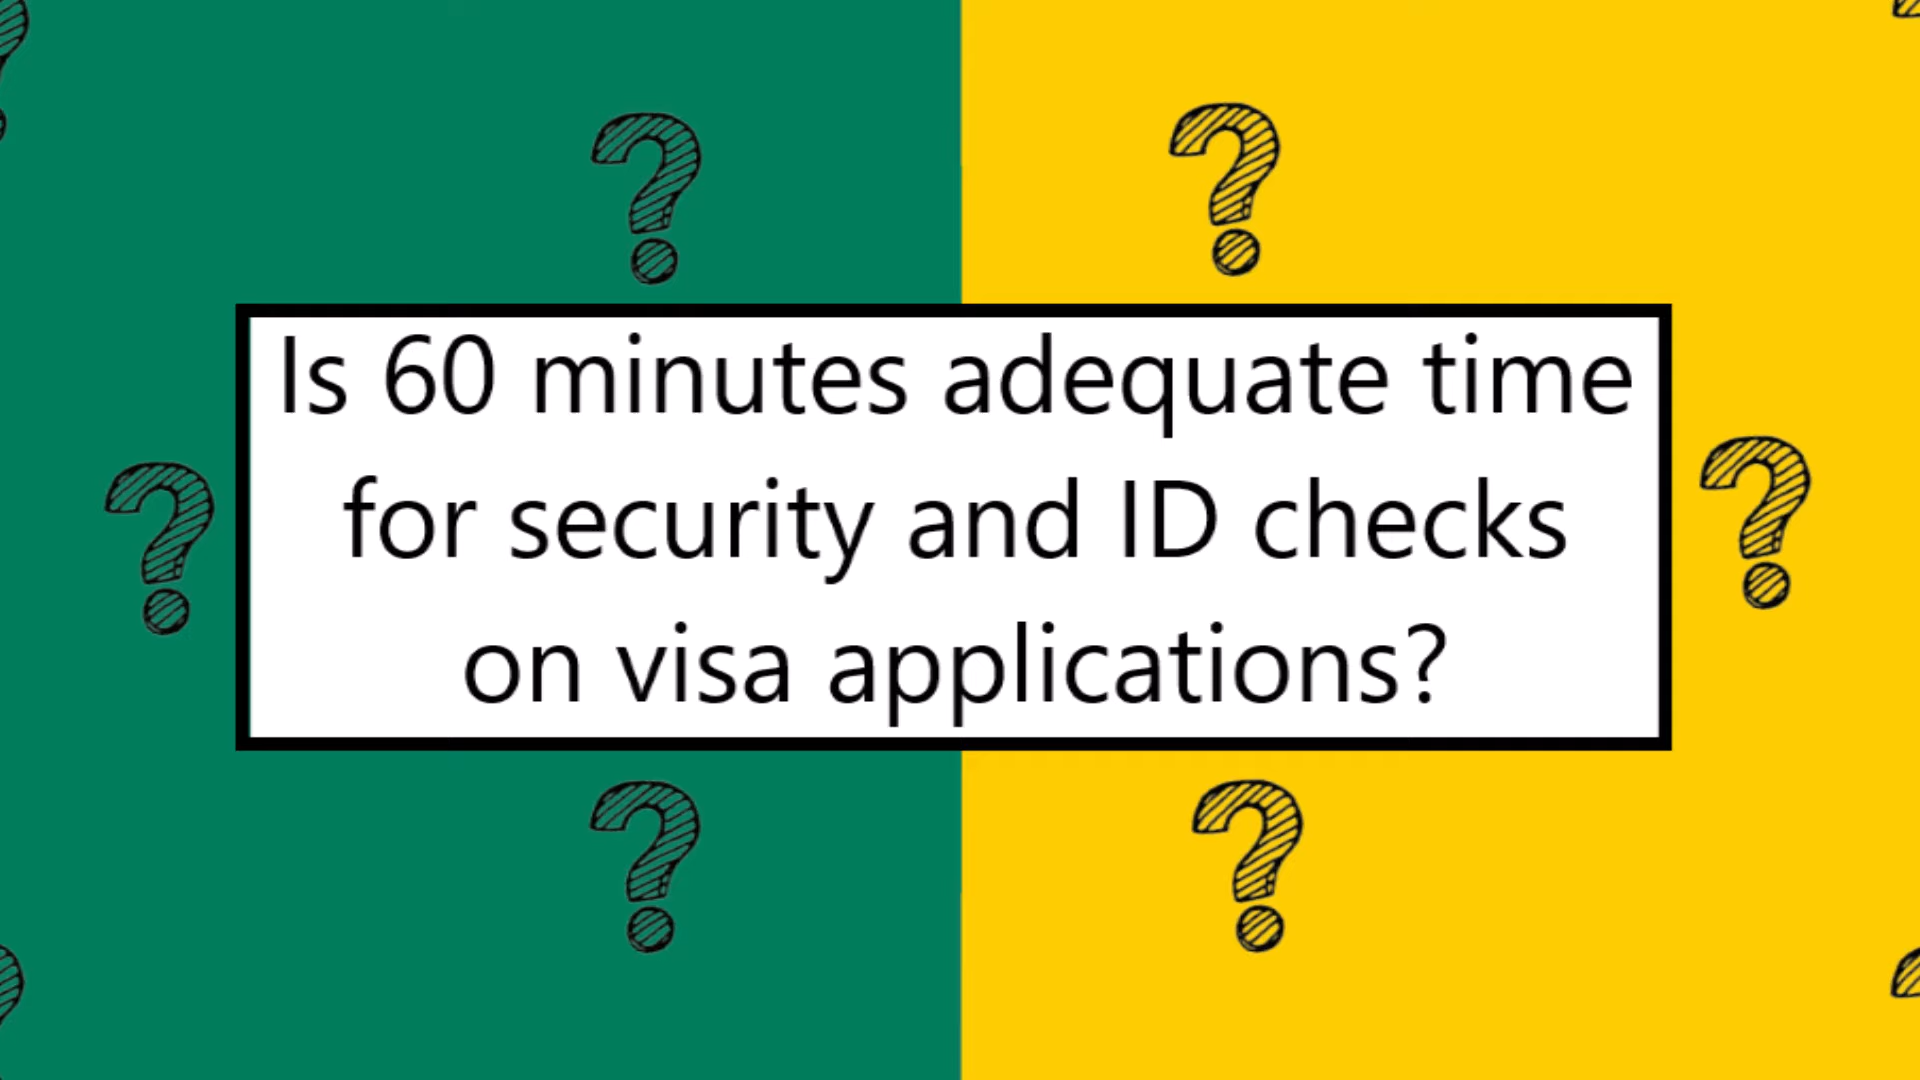 Is 60 minutes adequate time
for security and ID checks
on visa applications?